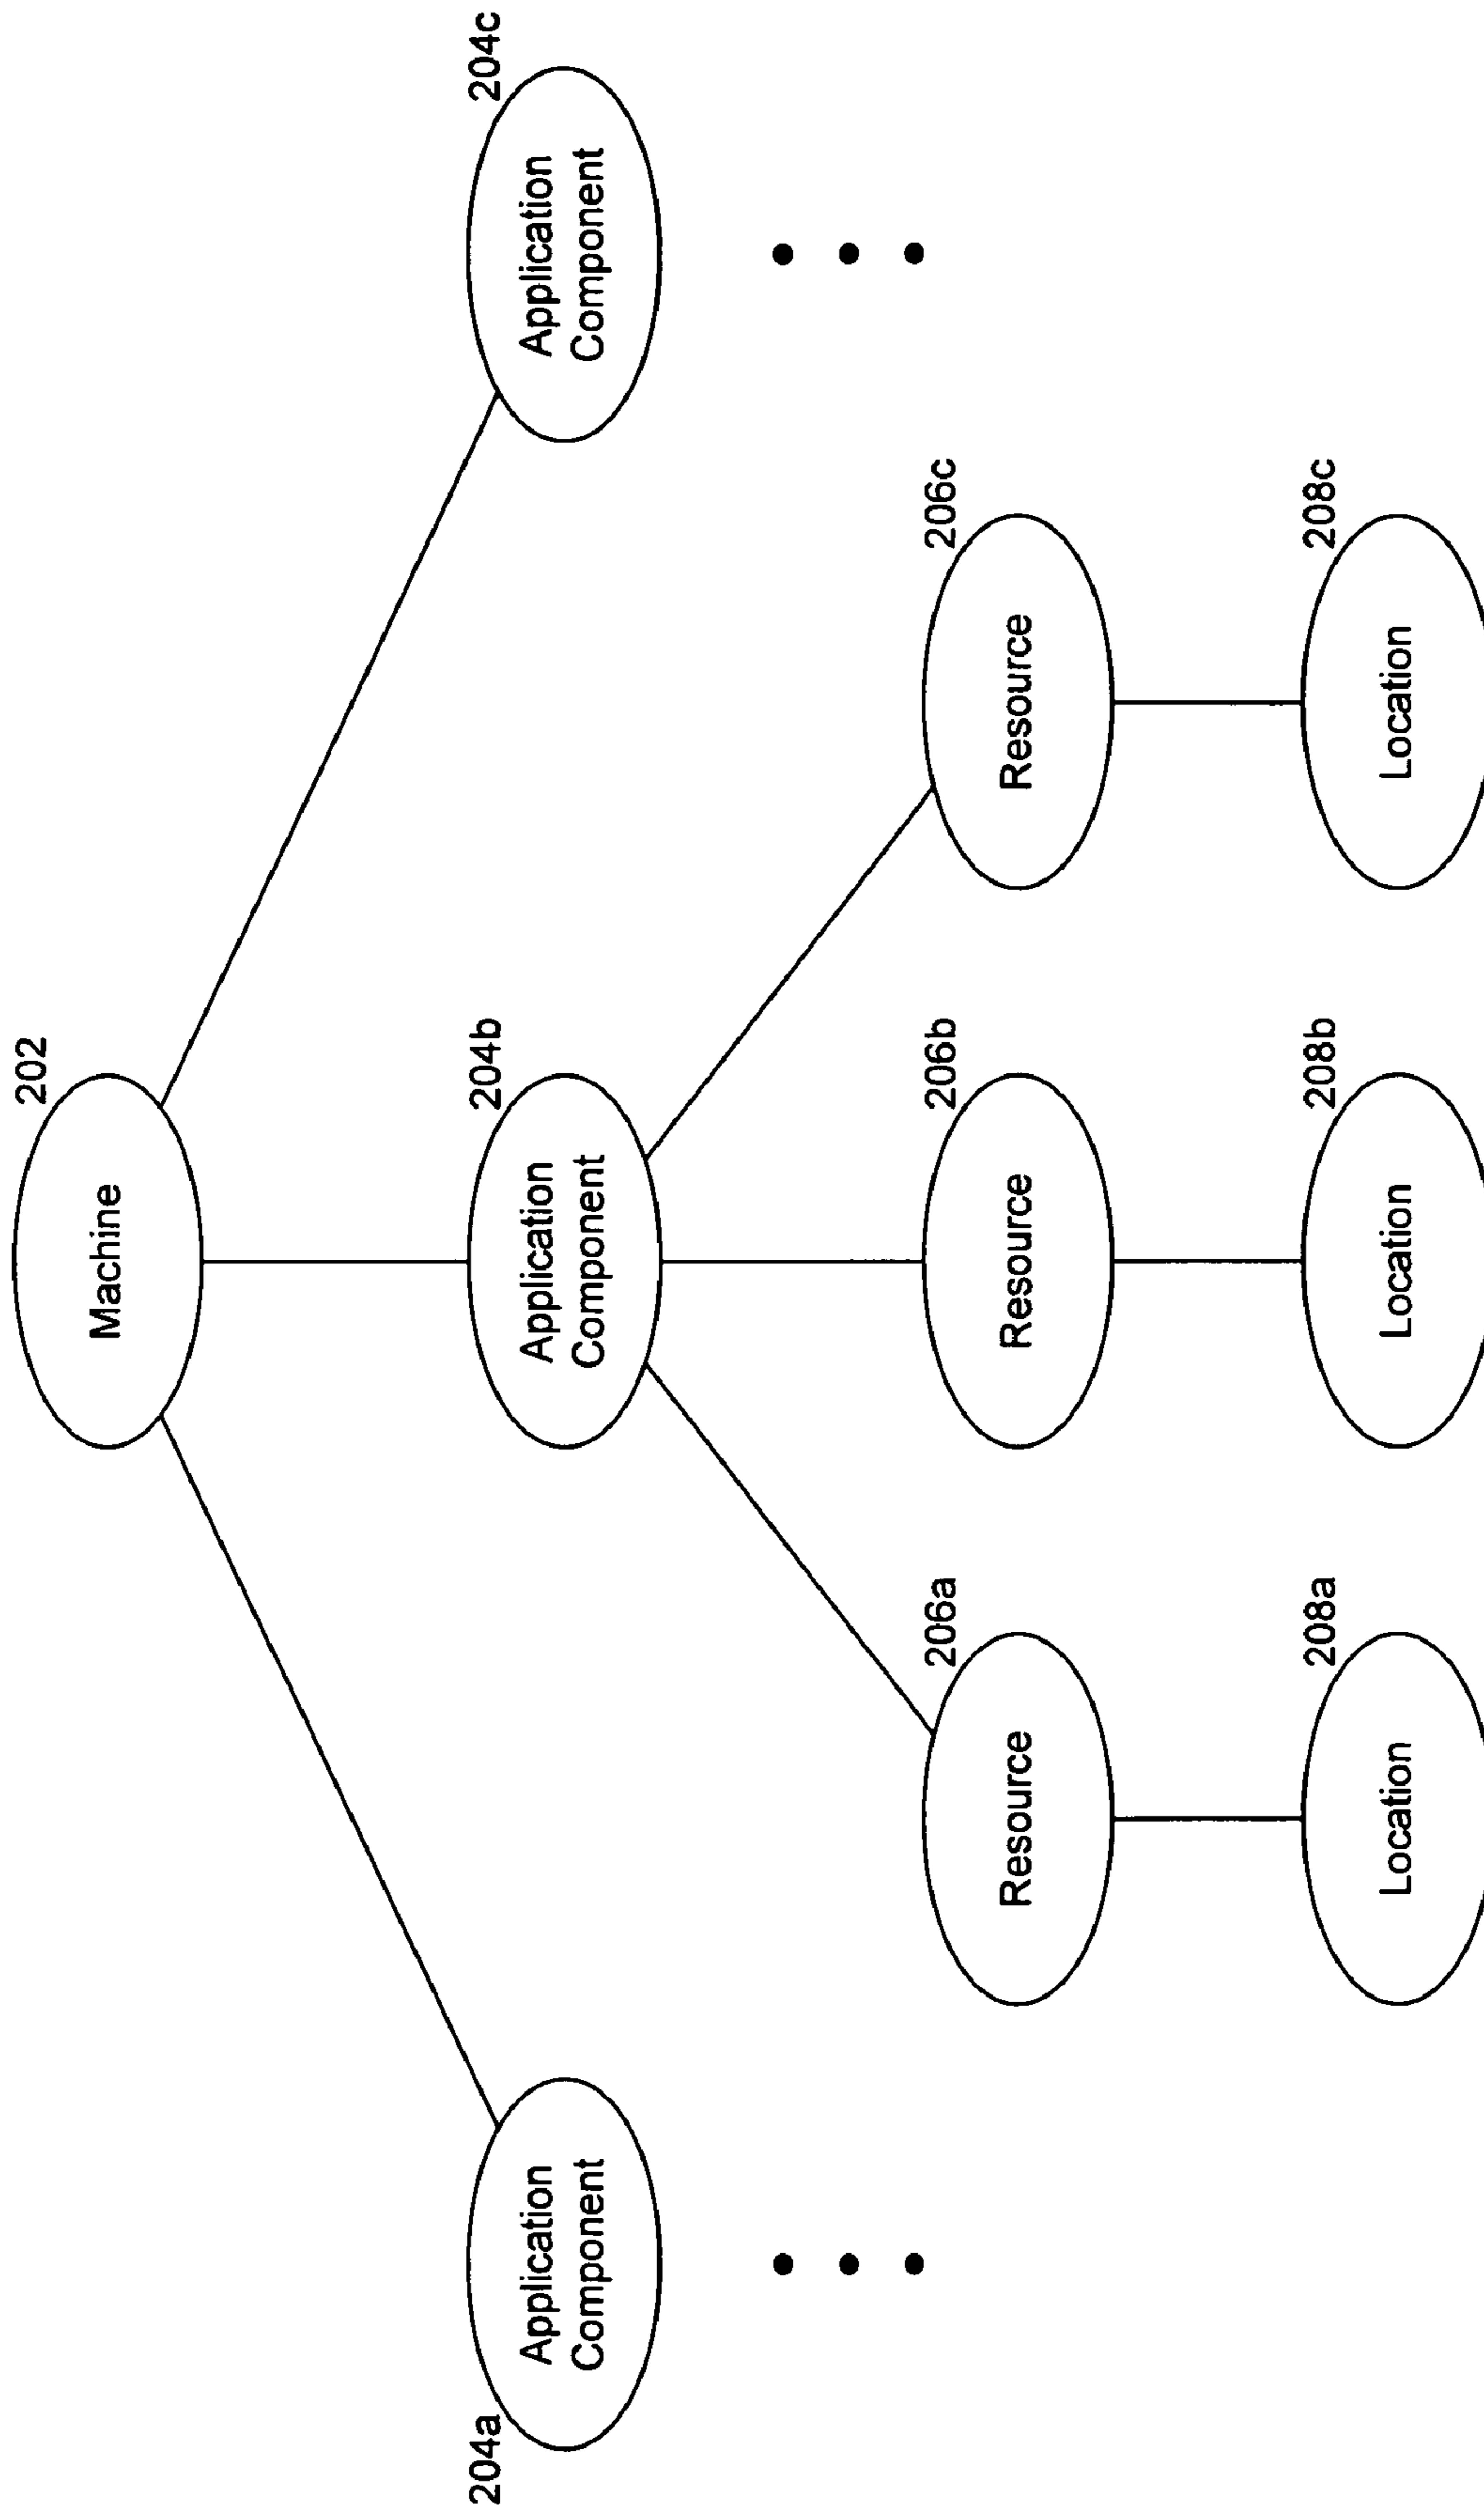 202
Machine
204a
Application
Component
204b
Application
Component
204c
Application
Component
206a
Resource
206b
Resource
206c
Resource
208a
Location
208b
Location
208c
Location